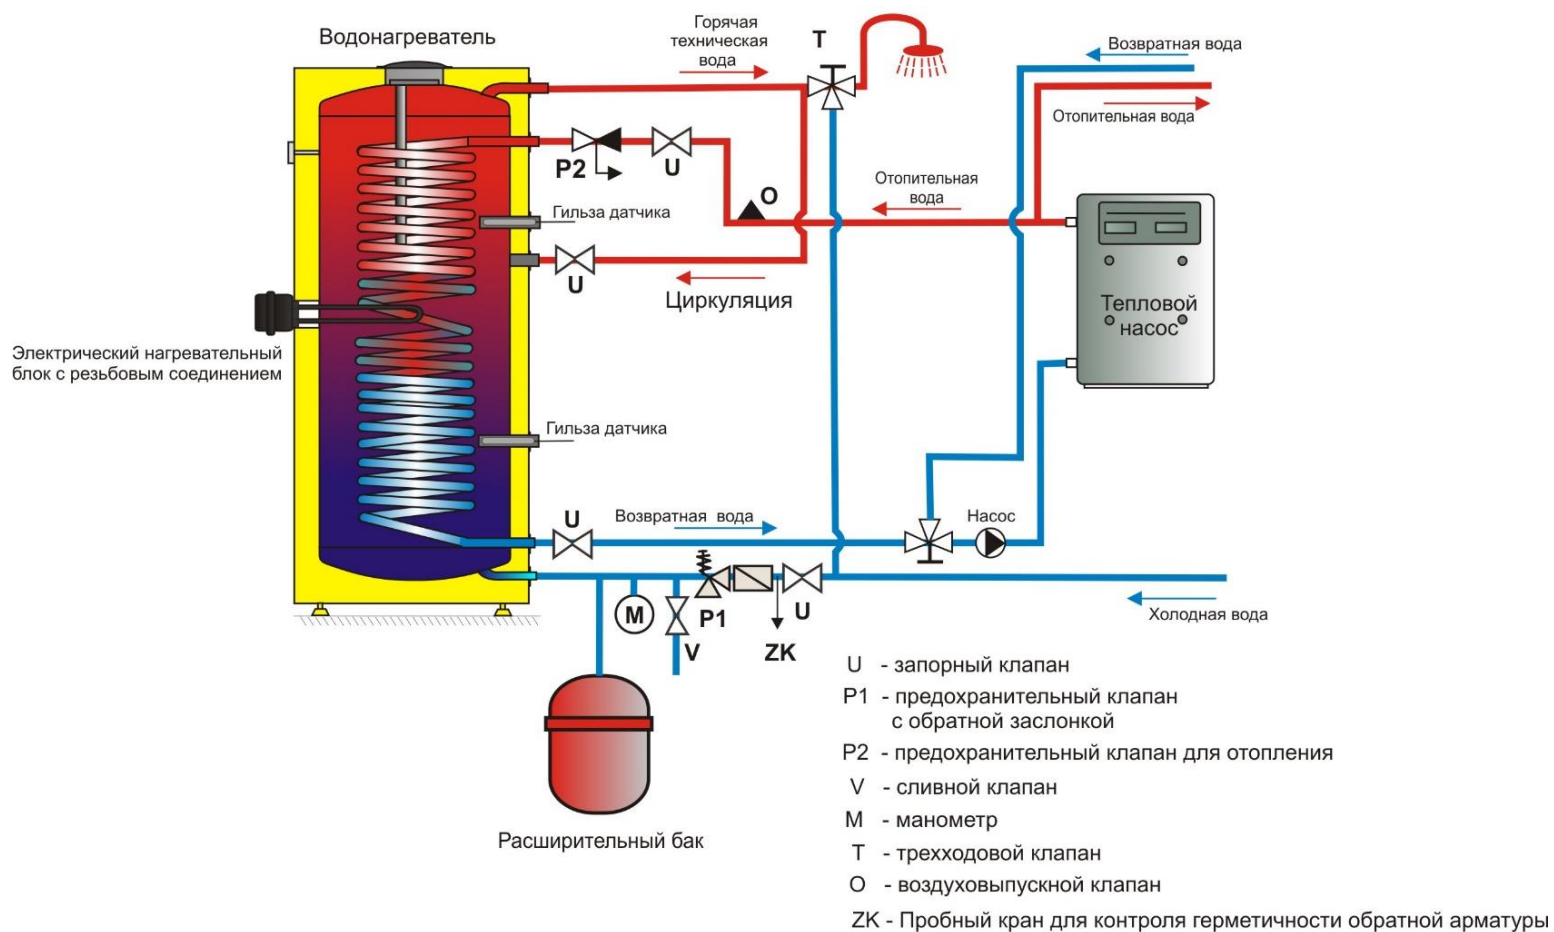 Водонагреватель
Горячая
техническая
вода
T
Возвратная вода
Отопительная вода
P2
U
O
Отопительная
вода
Гильза датчика
U
Циркуляция
Тепловой
насос
Электрический нагревательный
блок с резьбовым соединением
Гильза датчика
U
Возвратная вода
Насос
M
V
P1
ZK
U
Холодная вода
Расширительный бак
U - запорный клапан
P1 - предохранительный клапан
с обратной заслонкой
P2 - предохранительный клапан для отопления
V - сливной клапан
M - манометр
T - трехходовой клапан
O - воздуховыпускной клапан
ZK - Пробный кран для контроля герметичности обратной арматуры